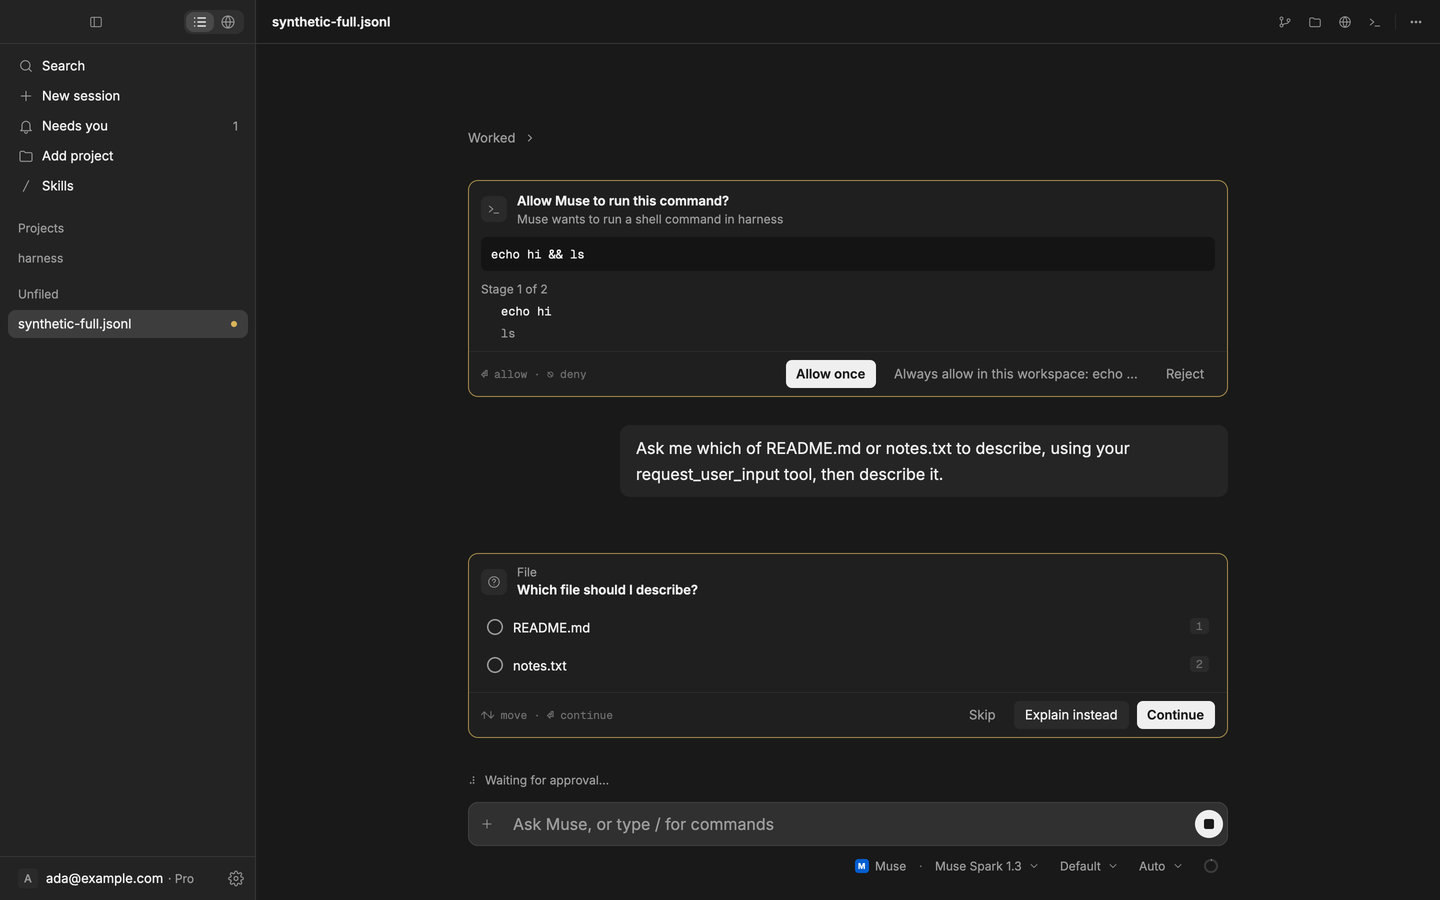 synthetic-full.jsonl
Search
New session
Needs you 1
Add project
Skills
Projects
harness
Unfiled
synthetic-full.jsonl
A ada@example.com · Pro
Worked
Allow Muse to run this command?
Muse wants to run a shell command in harness
echo hi && ls
Stage 1 of 2
echo hi
ls
allow · deny
Allow once
Always allow in this workspace: echo ...
Reject
Ask me which of README.md or notes.txt to describe, using your
request_user_input tool, then describe it.
File
Which file should I describe?
README.md 1
notes.txt 2
move · continue
Skip
Explain instead
Continue
Waiting for approval...
Ask Muse, or type / for commands
M Muse · Muse Spark 1.3
Default
Auto